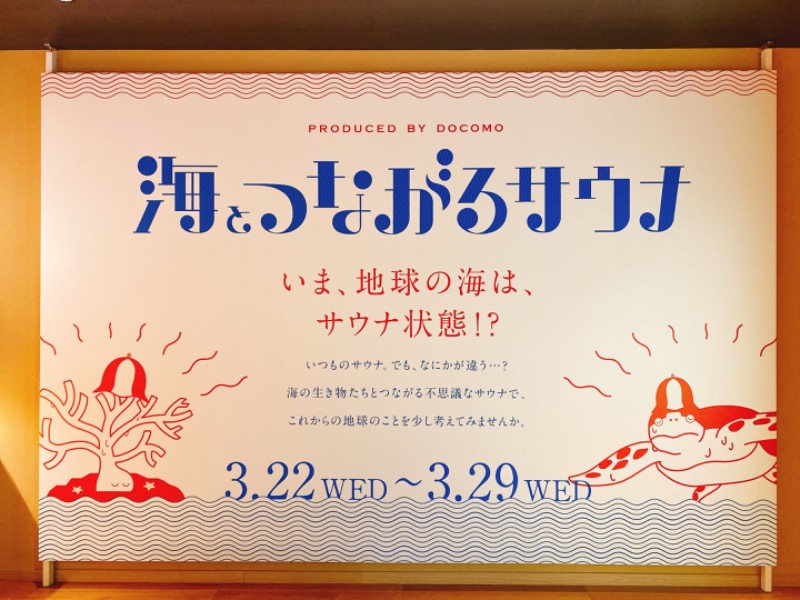 PRODUCED BY DOCOMO
海とつながるサウナ
いま、地球の海は、
サウナ状態!?
いつものサウナ。でも、なにかが違う…?
海の生き物たちとつながる不思議なサウナで、
これからの地球のことを少し考えてみませんか。
3.22 WED〜3.29 WED